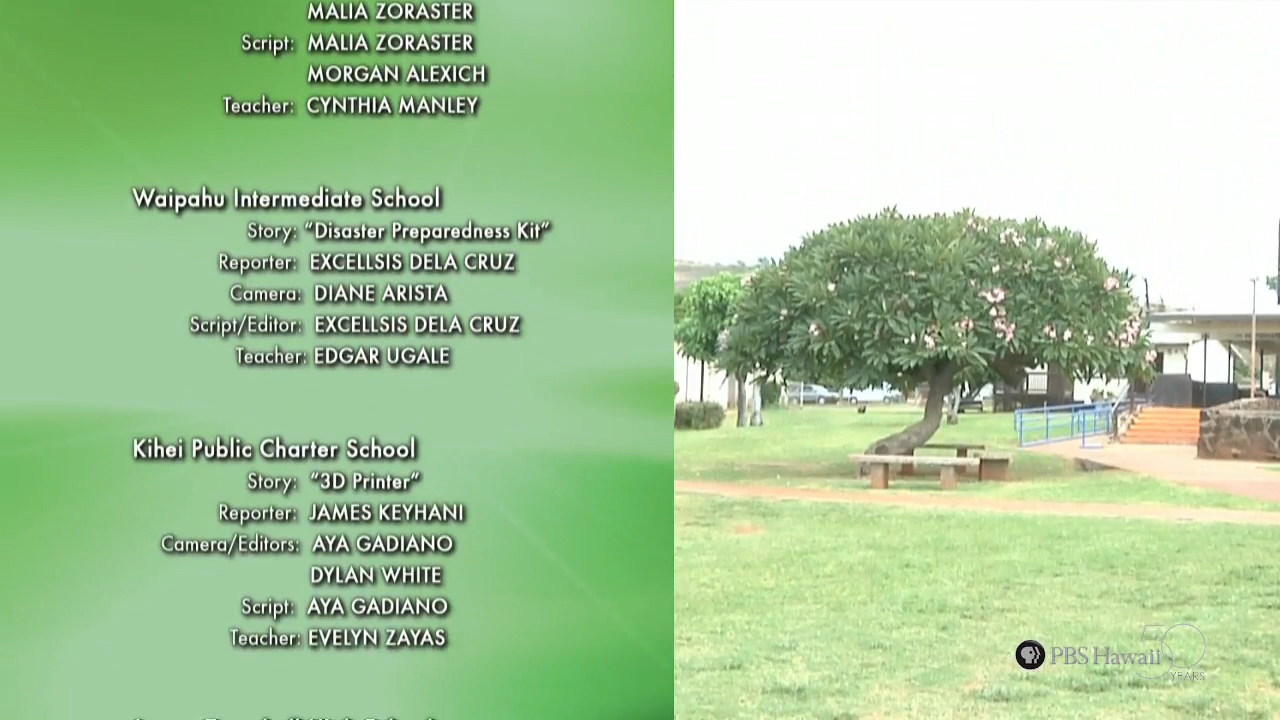 MALIA ZORASTER
Script: MALIA ZORASTER
MORGAN ALEXICH
Teacher: CYNTHIA MANLEY
Waipahu Intermediate School
Story: “Disaster Preparedness Kit”
Reporter: EXCELLSIS DELA CRUZ
Camera: DIANE ARISTA
Script/Editor: EXCELLSIS DELA CRUZ
Teacher: EDGAR UGALE
Kihei Public Charter School
Story: “3D Printer”
Reporter: JAMES KEYHANI
Camera/Editors: AYA GADIANO
DYLAN WHITE
Script: AYA GADIANO
Teacher: EVELYN ZAYAS
PBS Hawaii 50
YEARS